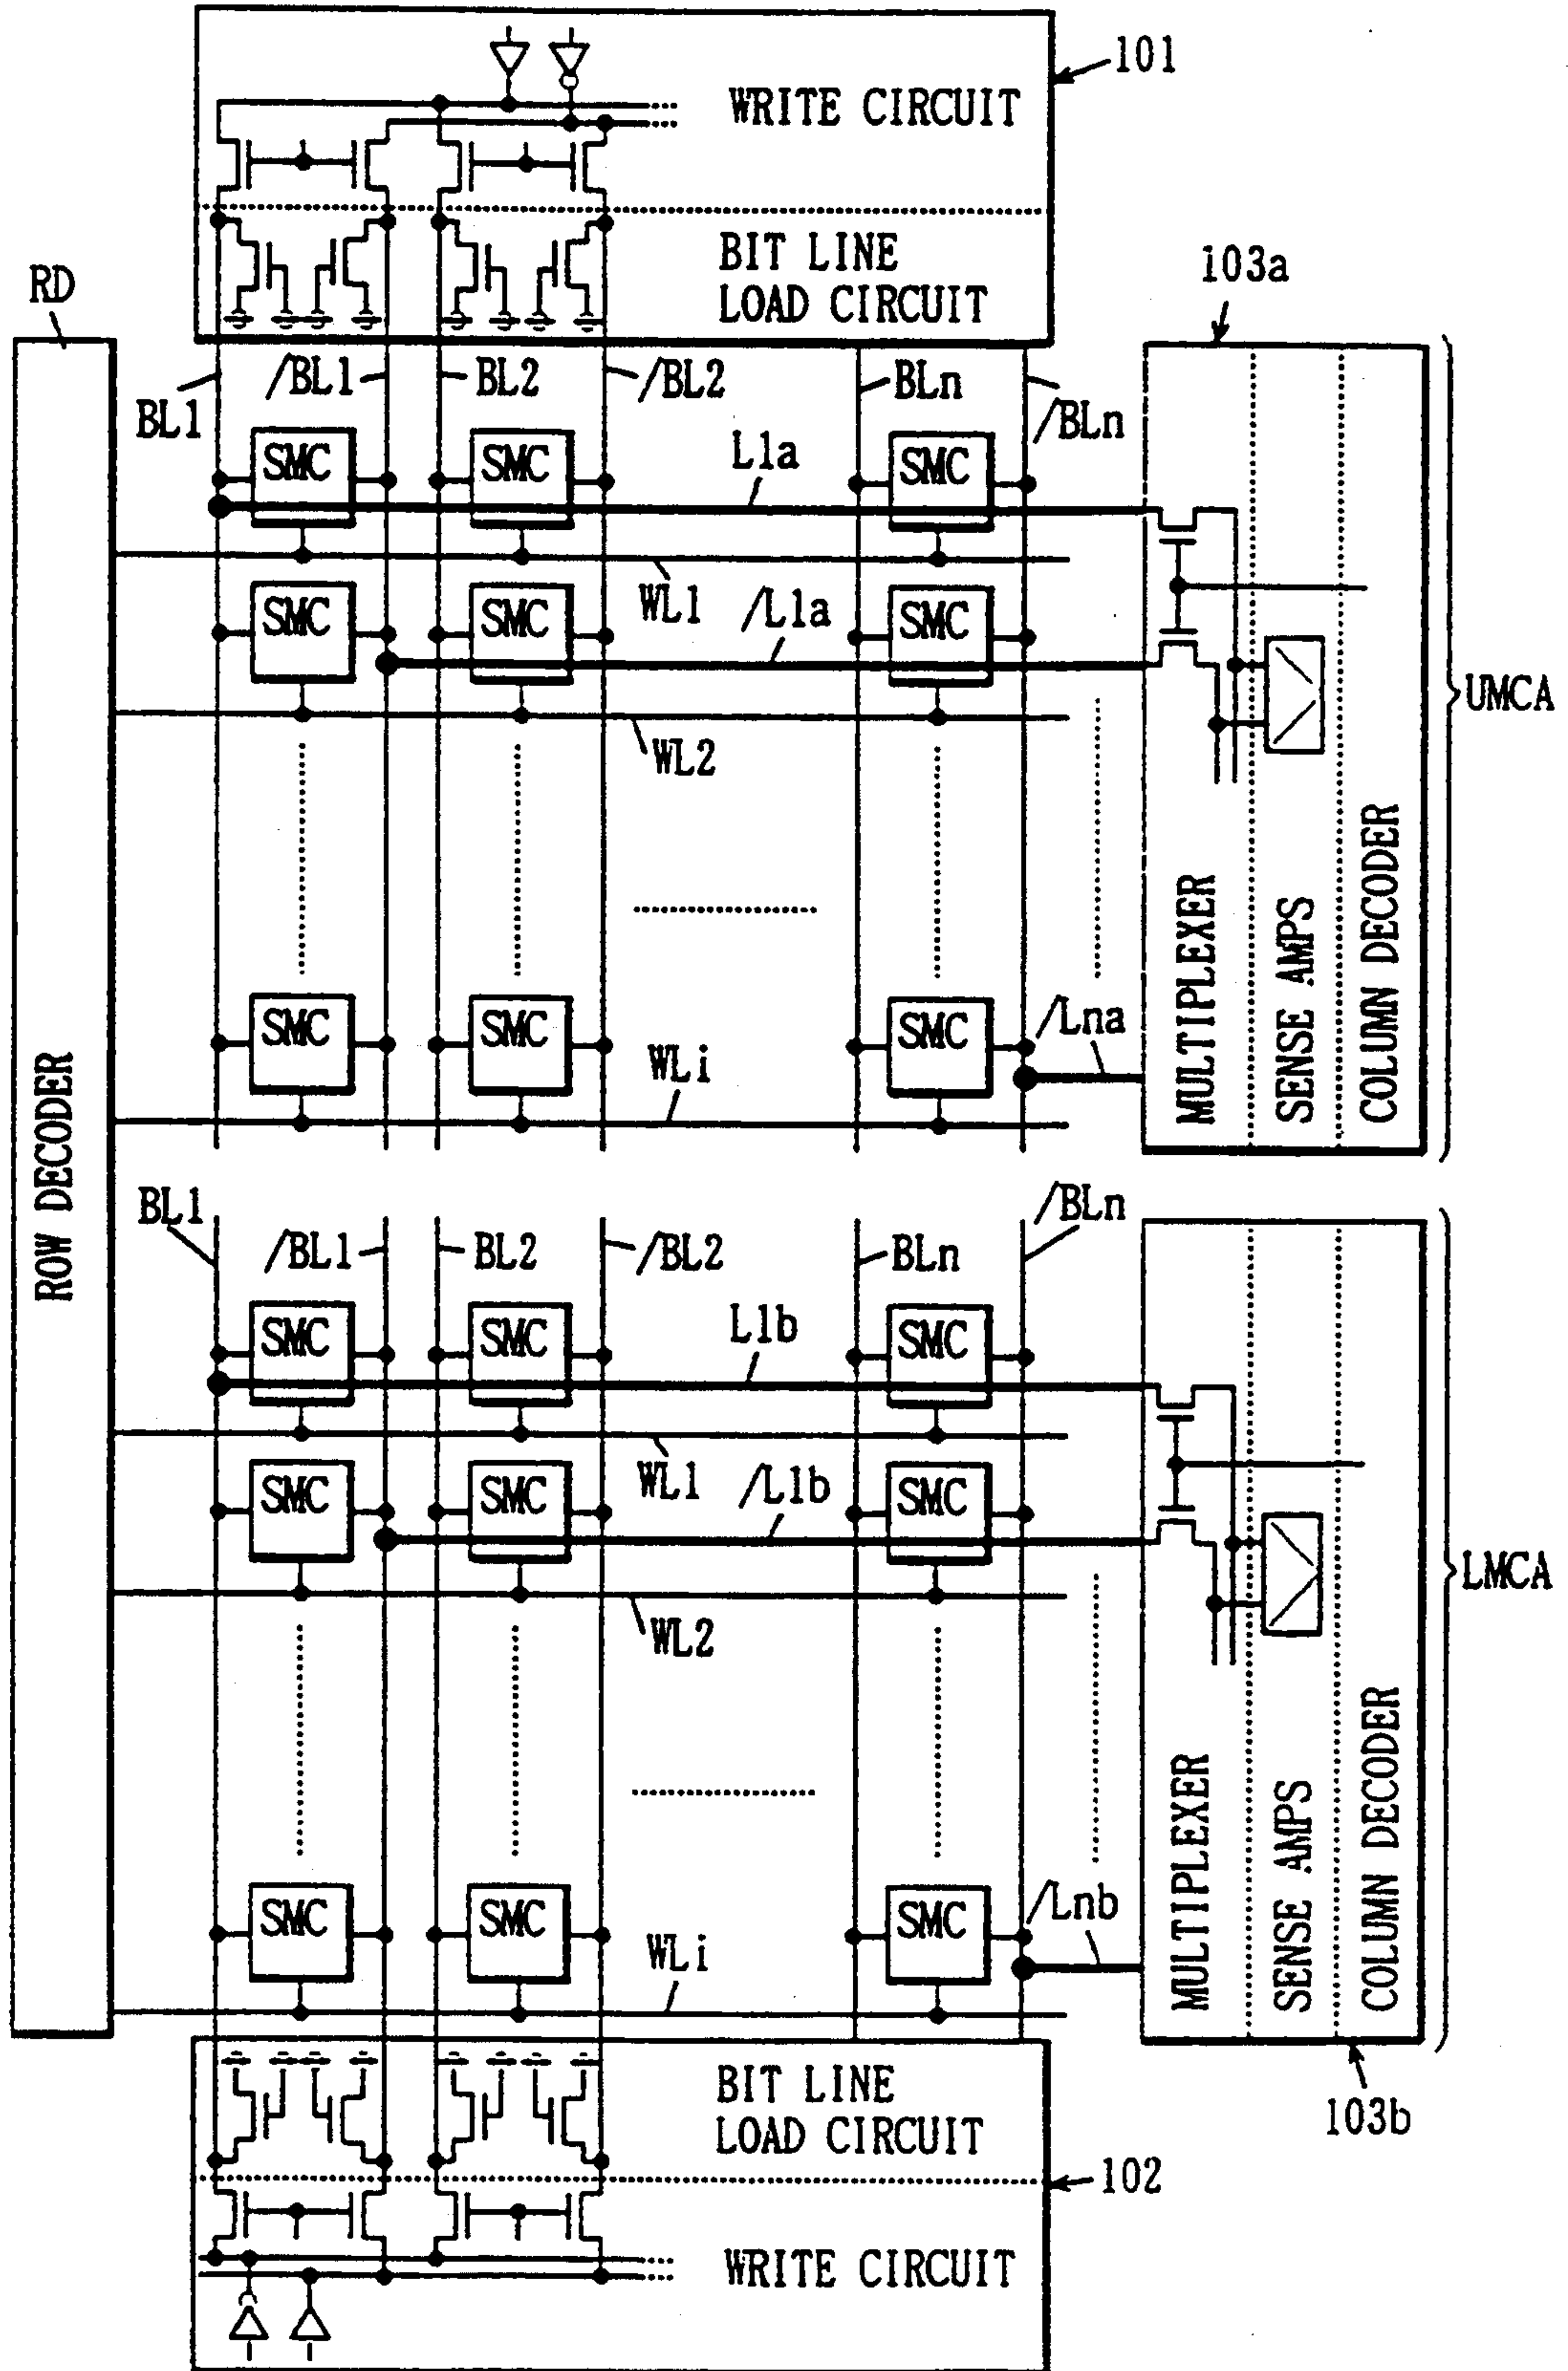 101
WRITE CIRCUIT
BIT LINE
LOAD CIRCUIT
RD
103a
BL1
/BL1
BL2
/BL2
BLn
/BLn
SMC
SMC
SMC
L1a
WL1
SMC
SMC
SMC
/L1a
WL2
UMCA
ROW DECODER
MULTIPLEXER
SENSE AMPS
COLUMN DECODER
SMC
SMC
SMC
/Lna
WLi
BL1
/BL1
BL2
/BL2
BLn
/BLn
SMC
SMC
SMC
L1b
WL1
SMC
SMC
SMC
/L1b
WL2
LMCA
MULTIPLEXER
SENSE AMPS
COLUMN DECODER
SMC
SMC
SMC
/Lnb
WLi
BIT LINE
LOAD CIRCUIT
103b
102
WRITE CIRCUIT